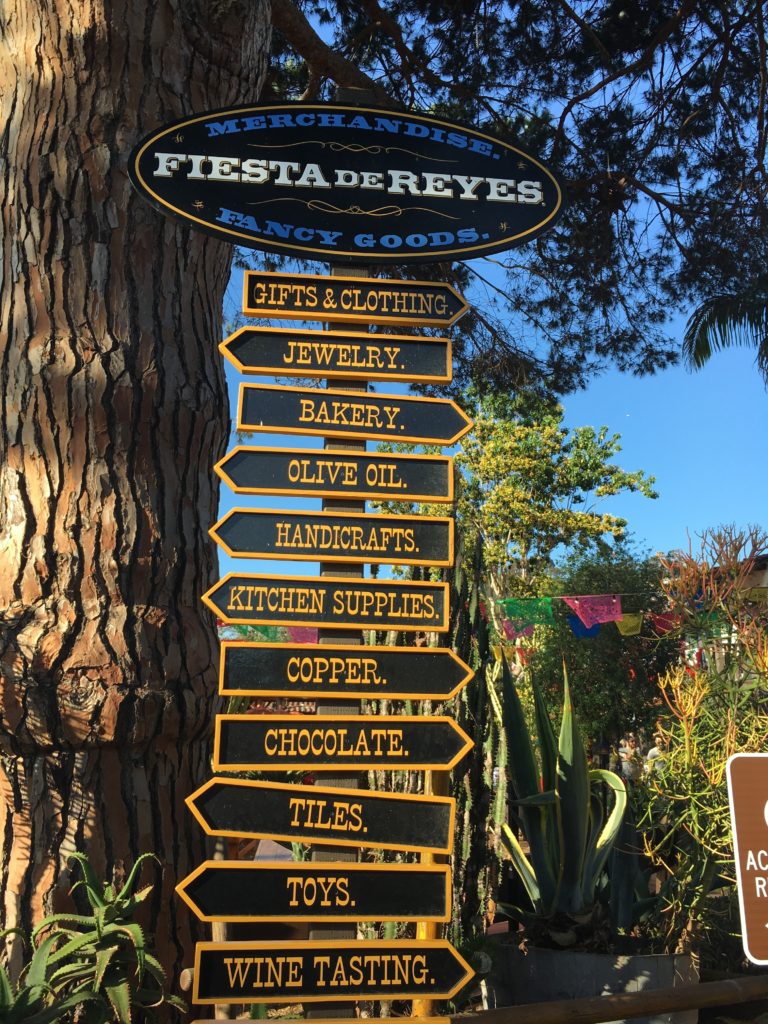 MERCHANDISE.
FIESTA DE REYES
FANCY GOODS.
GIFTS & CLOTHING.
JEWELRY.
BAKERY.
OLIVE OIL.
HANDICRAFTS.
KITCHEN SUPPLIES.
COPPER.
CHOCOLATE.
TILES.
TOYS.
WINE TASTING.